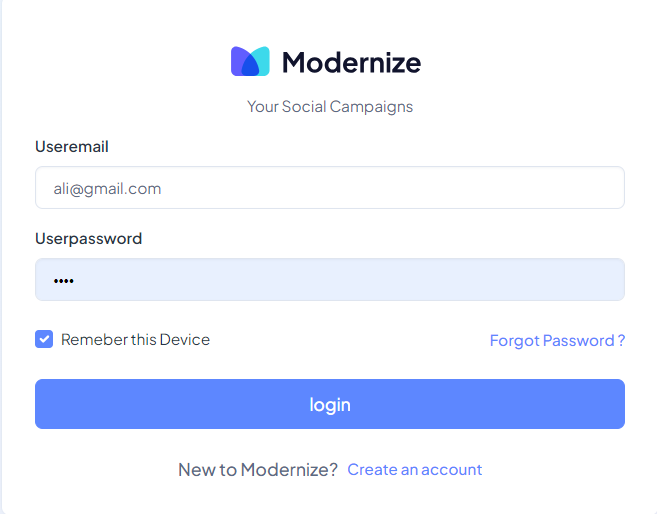 Modernize
Your Social Campaigns
Useremail
ali@gmail.com
Userpassword
••••
Remeber this Device
Forgot Password ?
login
New to Modernize? Create an account